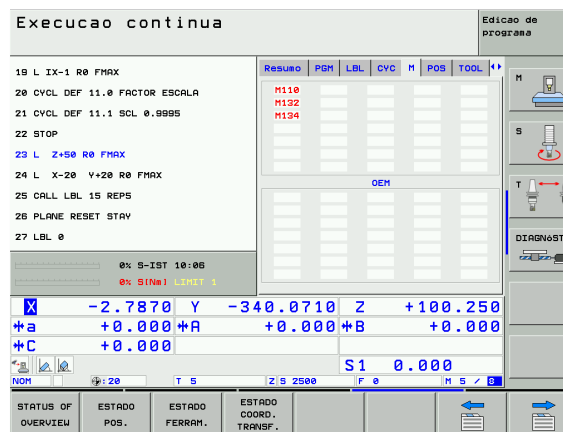 Execucao continua
Edicao de
programa
19 L IX-1 R0 FMAX
20 CYCL DEF 11.0 FACTOR ESCALA
21 CYCL DEF 11.1 SCL 0.9995
22 STOP
23 L Z+50 R0 FMAX
24 L X-20 Y+20 R0 FMAX
25 CALL LBL 15 REP5
26 PLANE RESET STAY
27 LBL 0
Resumo PGM LBL CYC M POS TOOL
M110
M132
M134
OEM
M
S
T
DIAGNóST
0% S-IST 10:06
0% S[Nm] LIMIT 1
X -2.7870 Y -340.0710 Z +100.250
a +0.000 A +0.000 B +0.000
C +0.000
S1 0.000
NOM : 20 T 5 Z S 2500 F 0 M 5 / 8
STATUS OF
OVERVIEW
ESTADO
POS.
ESTADO
FERRAM.
ESTADO
COORD.
TRANSF.